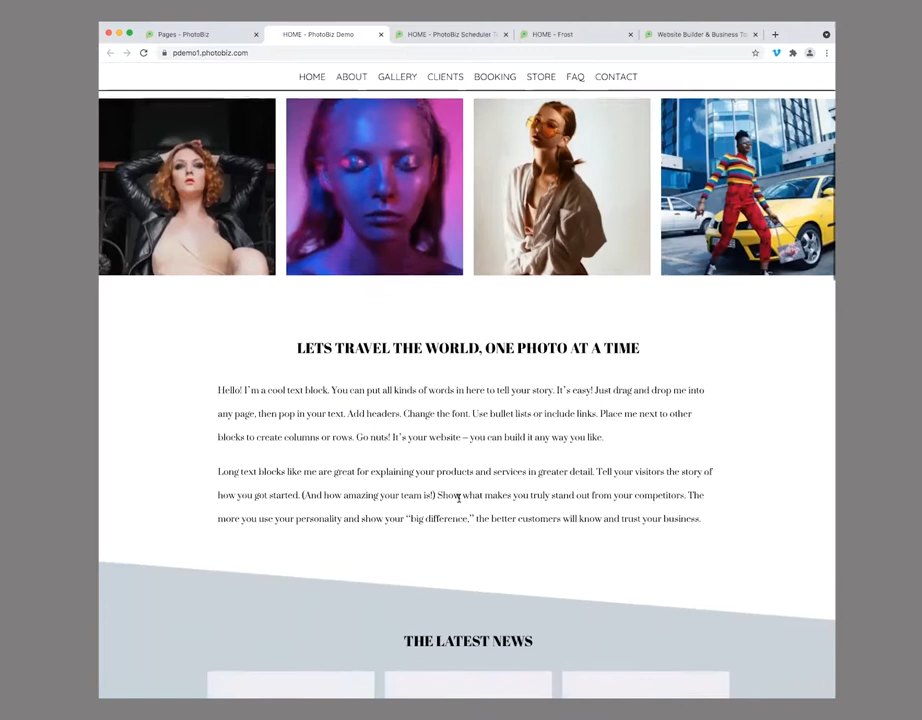 Pages - PhotoBiz
HOME - PhotoBiz Demo
HOME - PhotoBiz Scheduler
HOME - Frost
Website Builder & Business
pdemo1.photobiz.com
HOME ABOUT GALLERY CLIENTS BOOKING STORE FAQ CONTACT
LETS TRAVEL THE WORLD, ONE PHOTO AT A TIME
Hello! I'm a cool text block. You can put all kinds of words in here to tell your story. It's easy! Just drag and drop me into
any page, then pop in your text. Add headers. Change the font. Use bullet lists or include links. Place me next to other
blocks to create columns or rows. Go nuts! It's your website – you can build it any way you like.
Long text blocks like me are great for explaining your products and services in greater detail. Tell your visitors the story of
how you got started. (And how amazing your team is!) Show what makes you truly stand out from your competitors. The
more you use your personality and show your "big difference," the better customers will know and trust your business.
THE LATEST NEWS